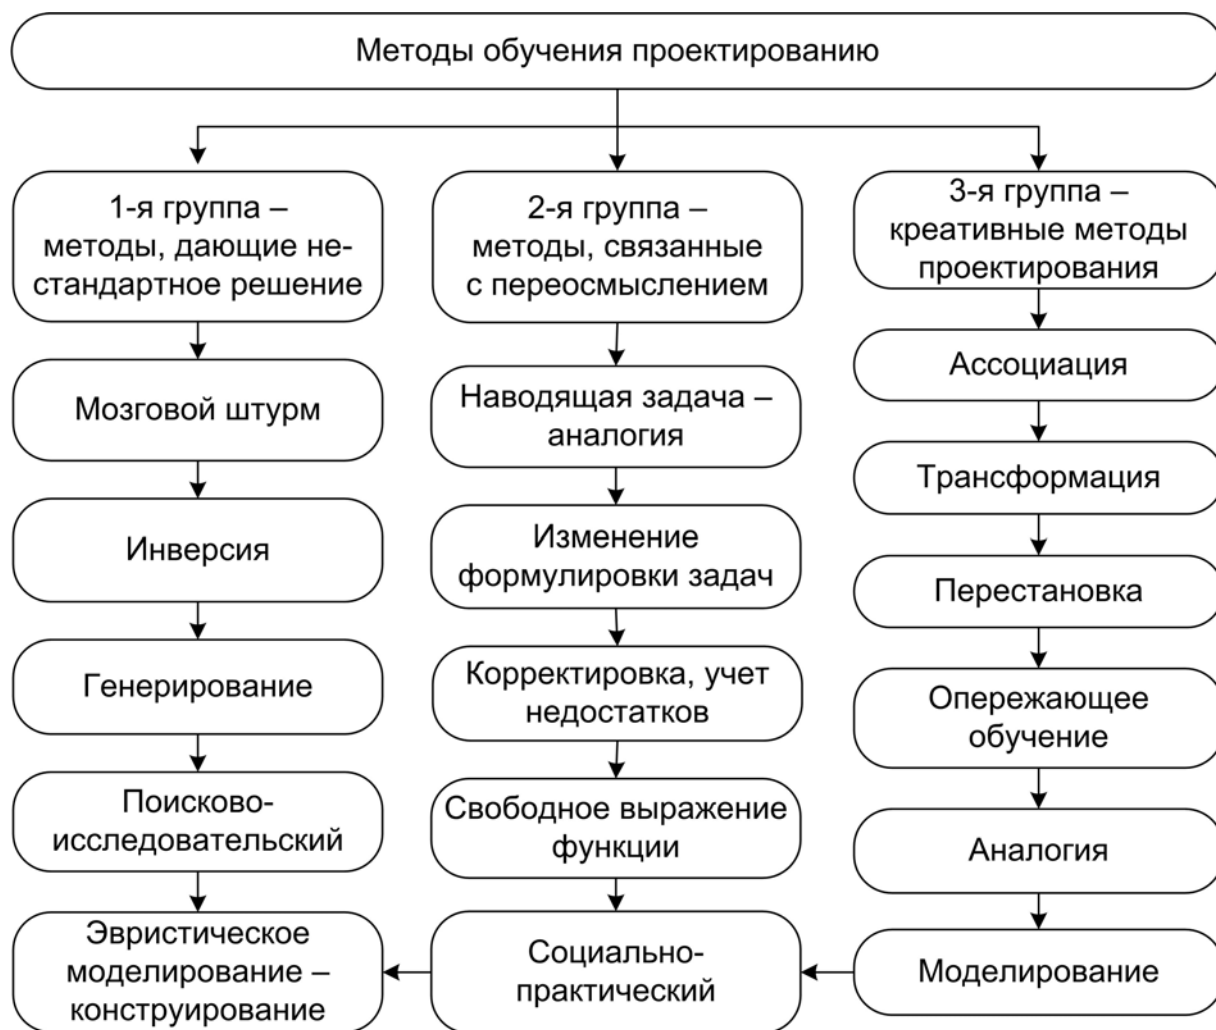 Методы обучения проектированию
1-я группа –
методы, дающие не-
стандартное решение
Мозговой штурм
Инверсия
Генерирование
Поисково-
исследовательский
Эвристическое
моделирование –
конструирование
2-я группа –
методы, связанные
с переосмыслением
Наводящая задача –
аналогия
Изменение
формулировки задач
Корректировка, учет
недостатков
Свободное выражение
функции
Социально-
практический
3-я группа –
креативные методы
проектирования
Ассоциация
Трансформация
Перестановка
Опережающее
обучение
Аналогия
Моделирование